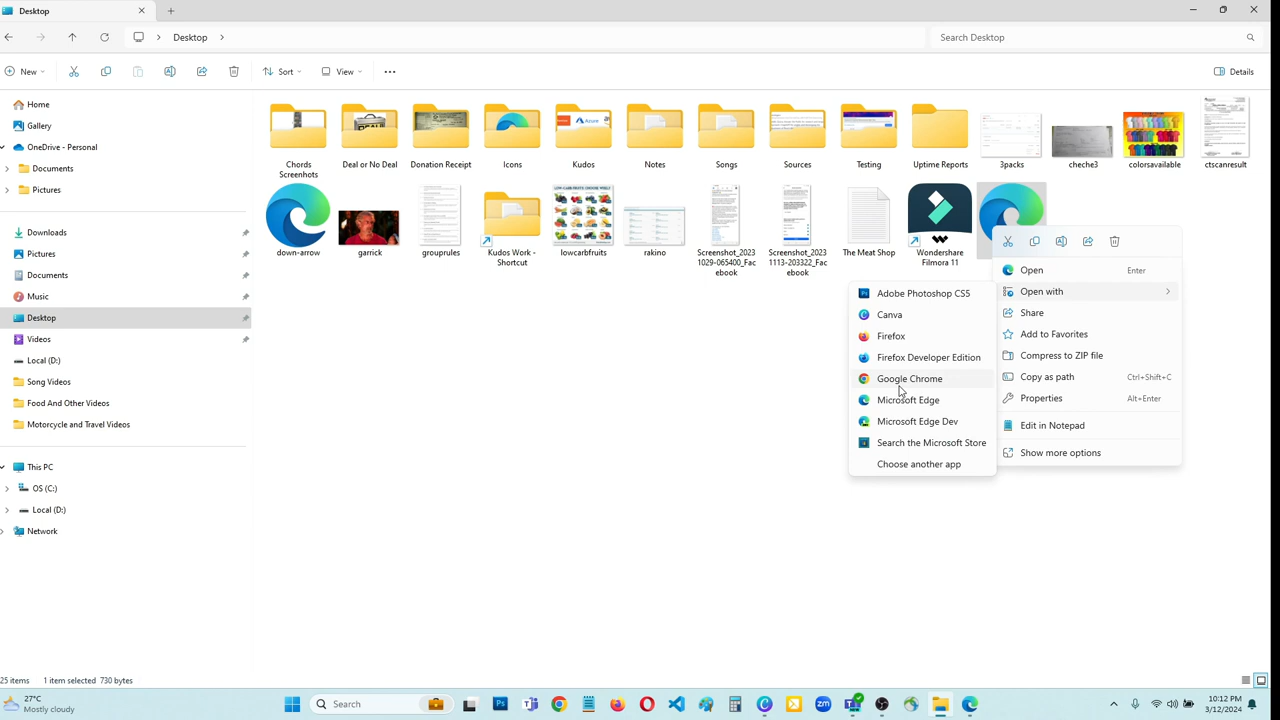 Desktop
Desktop
Search Desktop
New
Sort
View
Details
Home
Gallery
OneDrive - Personal
Documents
Pictures
Downloads
Pictures
Documents
Music
Desktop
Videos
Local (D:)
Song Videos
Food And Other Videos
Motorcycle and Travel Videos
This PC
OS (C:)
Local (D:)
Network
Chords
Screenhots
Deal or No Deal
Donation Receipt
Icons
Kudos
Notes
Songs
Sources
Testing
Uptime Reports
3packs
cheche3
colorsavailable
ctscanresult
down-arrow
garrick
grouprules
Kudos Work -
Shortcut
lowcarbfruits
rakino
Screenshot_2023
1029-065400_Fac
ebook
Screenshot_2023
1113-203322_Fac
ebook
The Meat Shop
Wondershare
Filmora 11
Open
Enter
Open with
Share
Add to Favorites
Compress to ZIP file
Copy as path
Ctrl+Shift+C
Properties
Alt+Enter
Edit in Notepad
Show more options
Adobe Photoshop CS5
Canva
Firefox
Firefox Developer Edition
Google Chrome
Microsoft Edge
Microsoft Edge Dev
Search the Microsoft Store
Choose another app
25 items
1 item selected 730 bytes
27°C
Mostly cloudy
Search
10:12 PM
3/12/2024